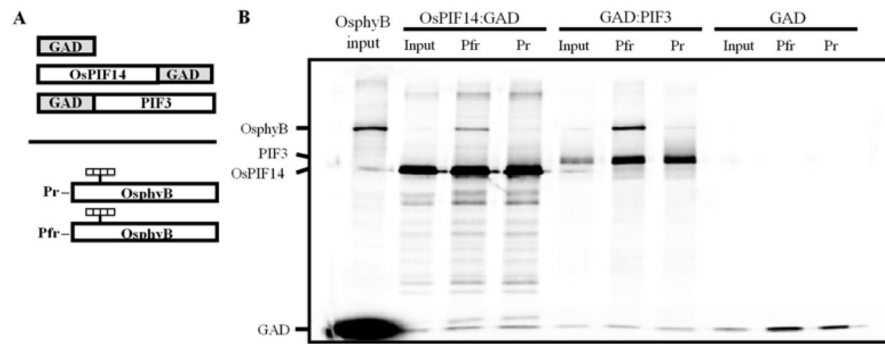 A
GAD
OsPIF14 GAD
GAD PIF3
Pr – OsphyB
Pfr – OsphyB
B
OsphyB input
OsPIF14:GAD GAD:PIF3 GAD
Input Pfr Pr Input Pfr Pr Input Pfr Pr
OsphyB
PIF3
OsPIF14
GAD